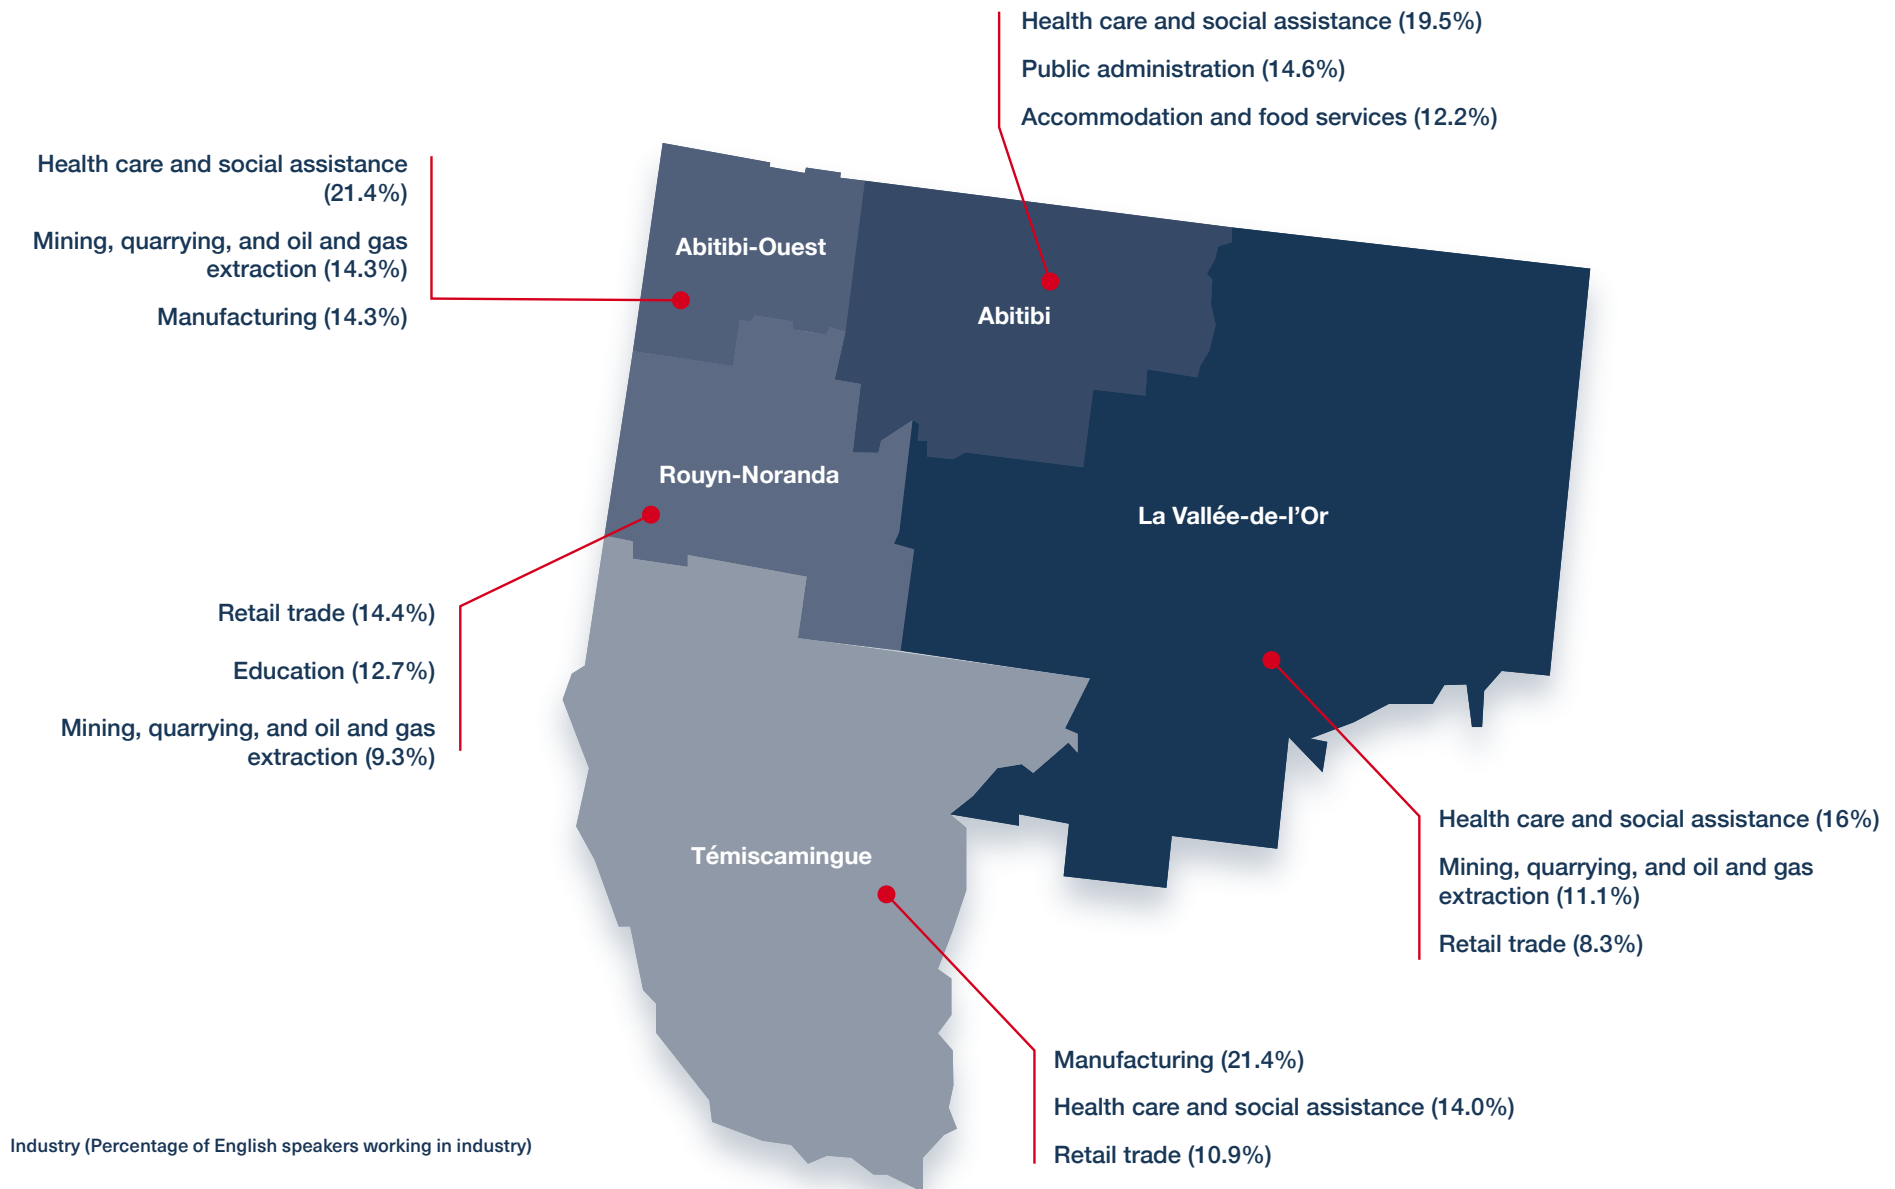 Health care and social assistance (19.5%)
Public administration (14.6%)
Accommodation and food services (12.2%)
Health care and social assistance
(21.4%)
Mining, quarrying, and oil and gas
extraction (14.3%)
Manufacturing (14.3%)
Abitibi-Ouest
Abitibi
Rouyn-Noranda
La Vallée-de-l’Or
Retail trade (14.4%)
Education (12.7%)
Mining, quarrying, and oil and gas
extraction (9.3%)
Témiscamingue
Health care and social assistance (16%)
Mining, quarrying, and oil and gas
extraction (11.1%)
Retail trade (8.3%)
Manufacturing (21.4%)
Health care and social assistance (14.0%)
Retail trade (10.9%)
Industry (Percentage of English speakers working in industry)